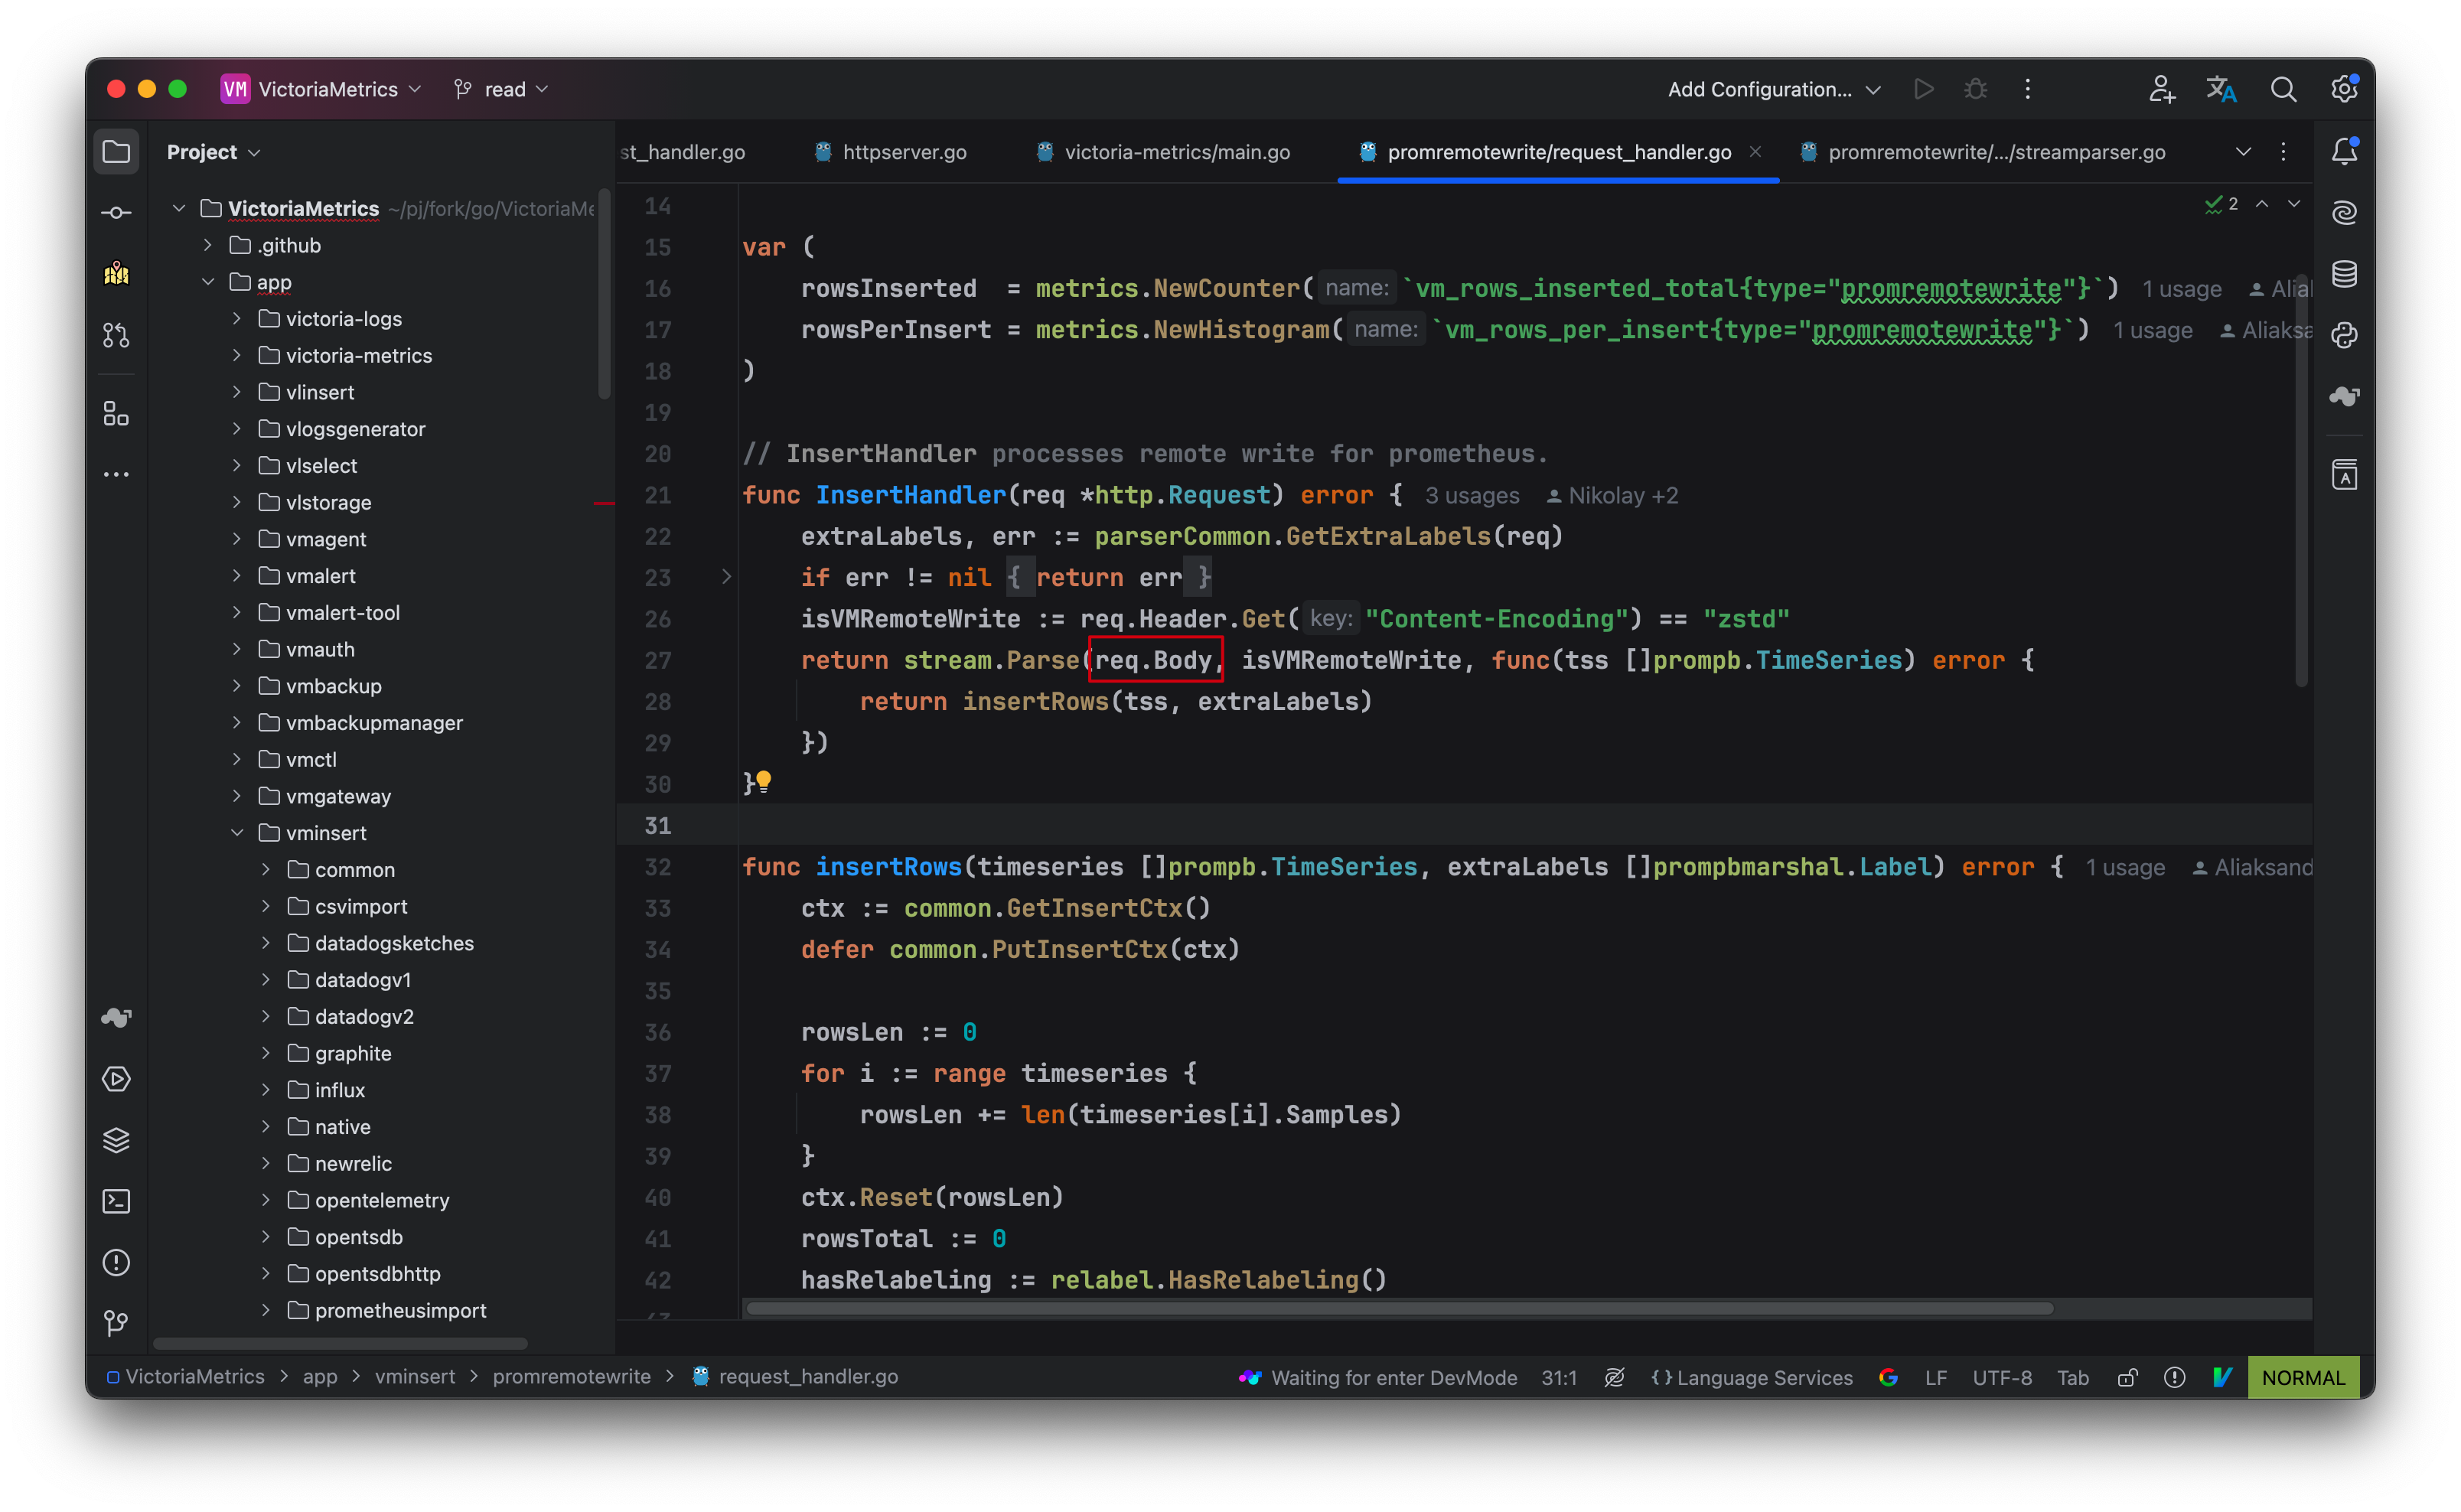 VM VictoriaMetrics read Add Configuration...
Project
st_handler.go httpserver.go victoria-metrics/main.go promremotewrite/request_handler.go promremotewrite/.../streamparser.go
VictoriaMetrics ~/pj/fork/go/VictoriaMe
.github
app
victoria-logs
victoria-metrics
vlinsert
vlogsgenerator
vlselect
vlstorage
vmagent
vmalert
vmalert-tool
vmauth
vmbackup
vmbackupmanager
vmctl
vmgateway
vminsert
common
csvimport
datadogsketches
datadogv1
datadogv2
graphite
influx
native
newrelic
opentelemetry
opentsdb
opentsdbhttp
prometheusimport
2
14
15 var (
16 rowsInserted = metrics.NewCounter( name: `vm_rows_inserted_total{type="promremotewrite"}`) 1 usage Alial
17 rowsPerInsert = metrics.NewHistogram( name: `vm_rows_per_insert{type="promremotewrite"}`) 1 usage Aliaksa
18 )
19
20 // InsertHandler processes remote write for prometheus.
21 func InsertHandler(req *http.Request) error { 3 usages Nikolay +2
22 extraLabels, err := parserCommon.GetExtraLabels(req)
23 if err != nil { return err }
26 isVMRemoteWrite := req.Header.Get( key: "Content-Encoding") == "zstd"
27 return stream.Parse(req.Body, isVMRemoteWrite, func(tss []prompb.TimeSeries) error {
28 return insertRows(tss, extraLabels)
29 })
30 }
31
32 func insertRows(timeseries []prompb.TimeSeries, extraLabels []prompbmarshal.Label) error { 1 usage Aliaksand
33 ctx := common.GetInsertCtx()
34 defer common.PutInsertCtx(ctx)
35
36 rowsLen := 0
37 for i := range timeseries {
38 rowsLen += len(timeseries[i].Samples)
39 }
40 ctx.Reset(rowsLen)
41 rowsTotal := 0
42 hasRelabeling := relabel.HasRelabeling()
VictoriaMetrics > app > vminsert > promremotewrite > request_handler.go Waiting for enter DevMode 31:1 {} Language Services LF UTF-8 Tab NORMAL